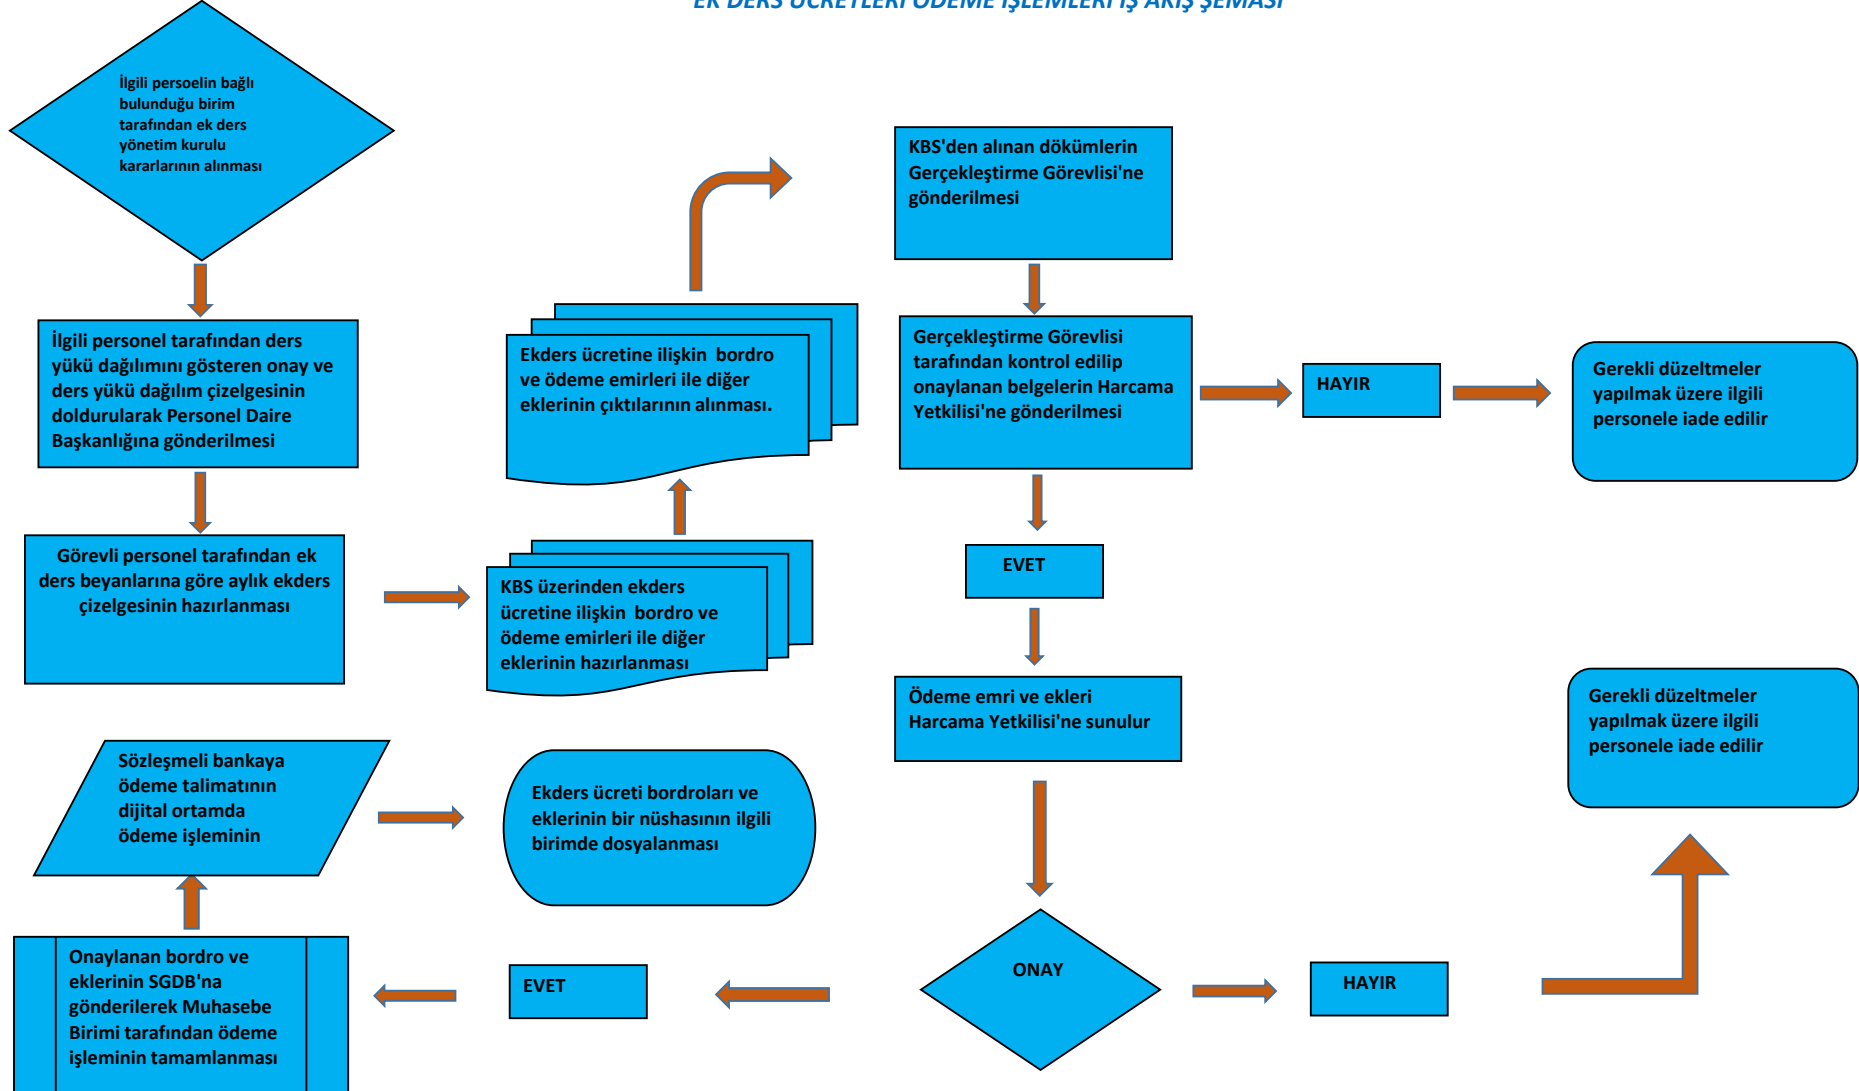 EK DERS ÜCRETLERİ ÖDEME İŞLEMLERİ İŞ AKIŞ ŞEMASI
İlgili persoelin bağlı
bulunduğu birim
tarafından ek ders
yönetim kurulu
kararlarının alınması
İlgili personel tarafından ders
yükü dağılımını gösteren onay ve
ders yükü dağılım çizelgesinin
doldurularak Personel Daire
Başkanlığına gönderilmesi
Görevli personel tarafından ek
ders beyanlarına göre aylık ekders
çizelgesinin hazırlanması
KBS üzerinden ekders
ücretine ilişkin bordro ve
ödeme emirleri ile diğer
eklerinin hazırlanması
Ekders ücretine ilişkin bordro
ve ödeme emirleri ile diğer
eklerinin çıktılarının alınması.
KBS'den alınan dökümlerin
Gerçekleştirme Görevlisi'ne
gönderilmesi
Gerçekleştirme Görevlisi
tarafından kontrol edilip
onaylanan belgelerin Harcama
Yetkilisi'ne gönderilmesi
HAYIR
Gerekli düzeltmeler
yapılmak üzere ilgili
personele iade edilir
EVET
Ödeme emri ve ekleri
Harcama Yetkilisi'ne sunulur
ONAY
HAYIR
Gerekli düzeltmeler
yapılmak üzere ilgili
personele iade edilir
EVET
Onaylanan bordro ve
eklerinin SGDB'na
gönderilerek Muhasebe
Birimi tarafından ödeme
işleminin tamamlanması
Sözleşmeli bankaya
ödeme talimatının
dijital ortamda
ödeme işleminin
Ekders ücreti bordroları ve
eklerinin bir nüshasının ilgili
birimde dosyalanması